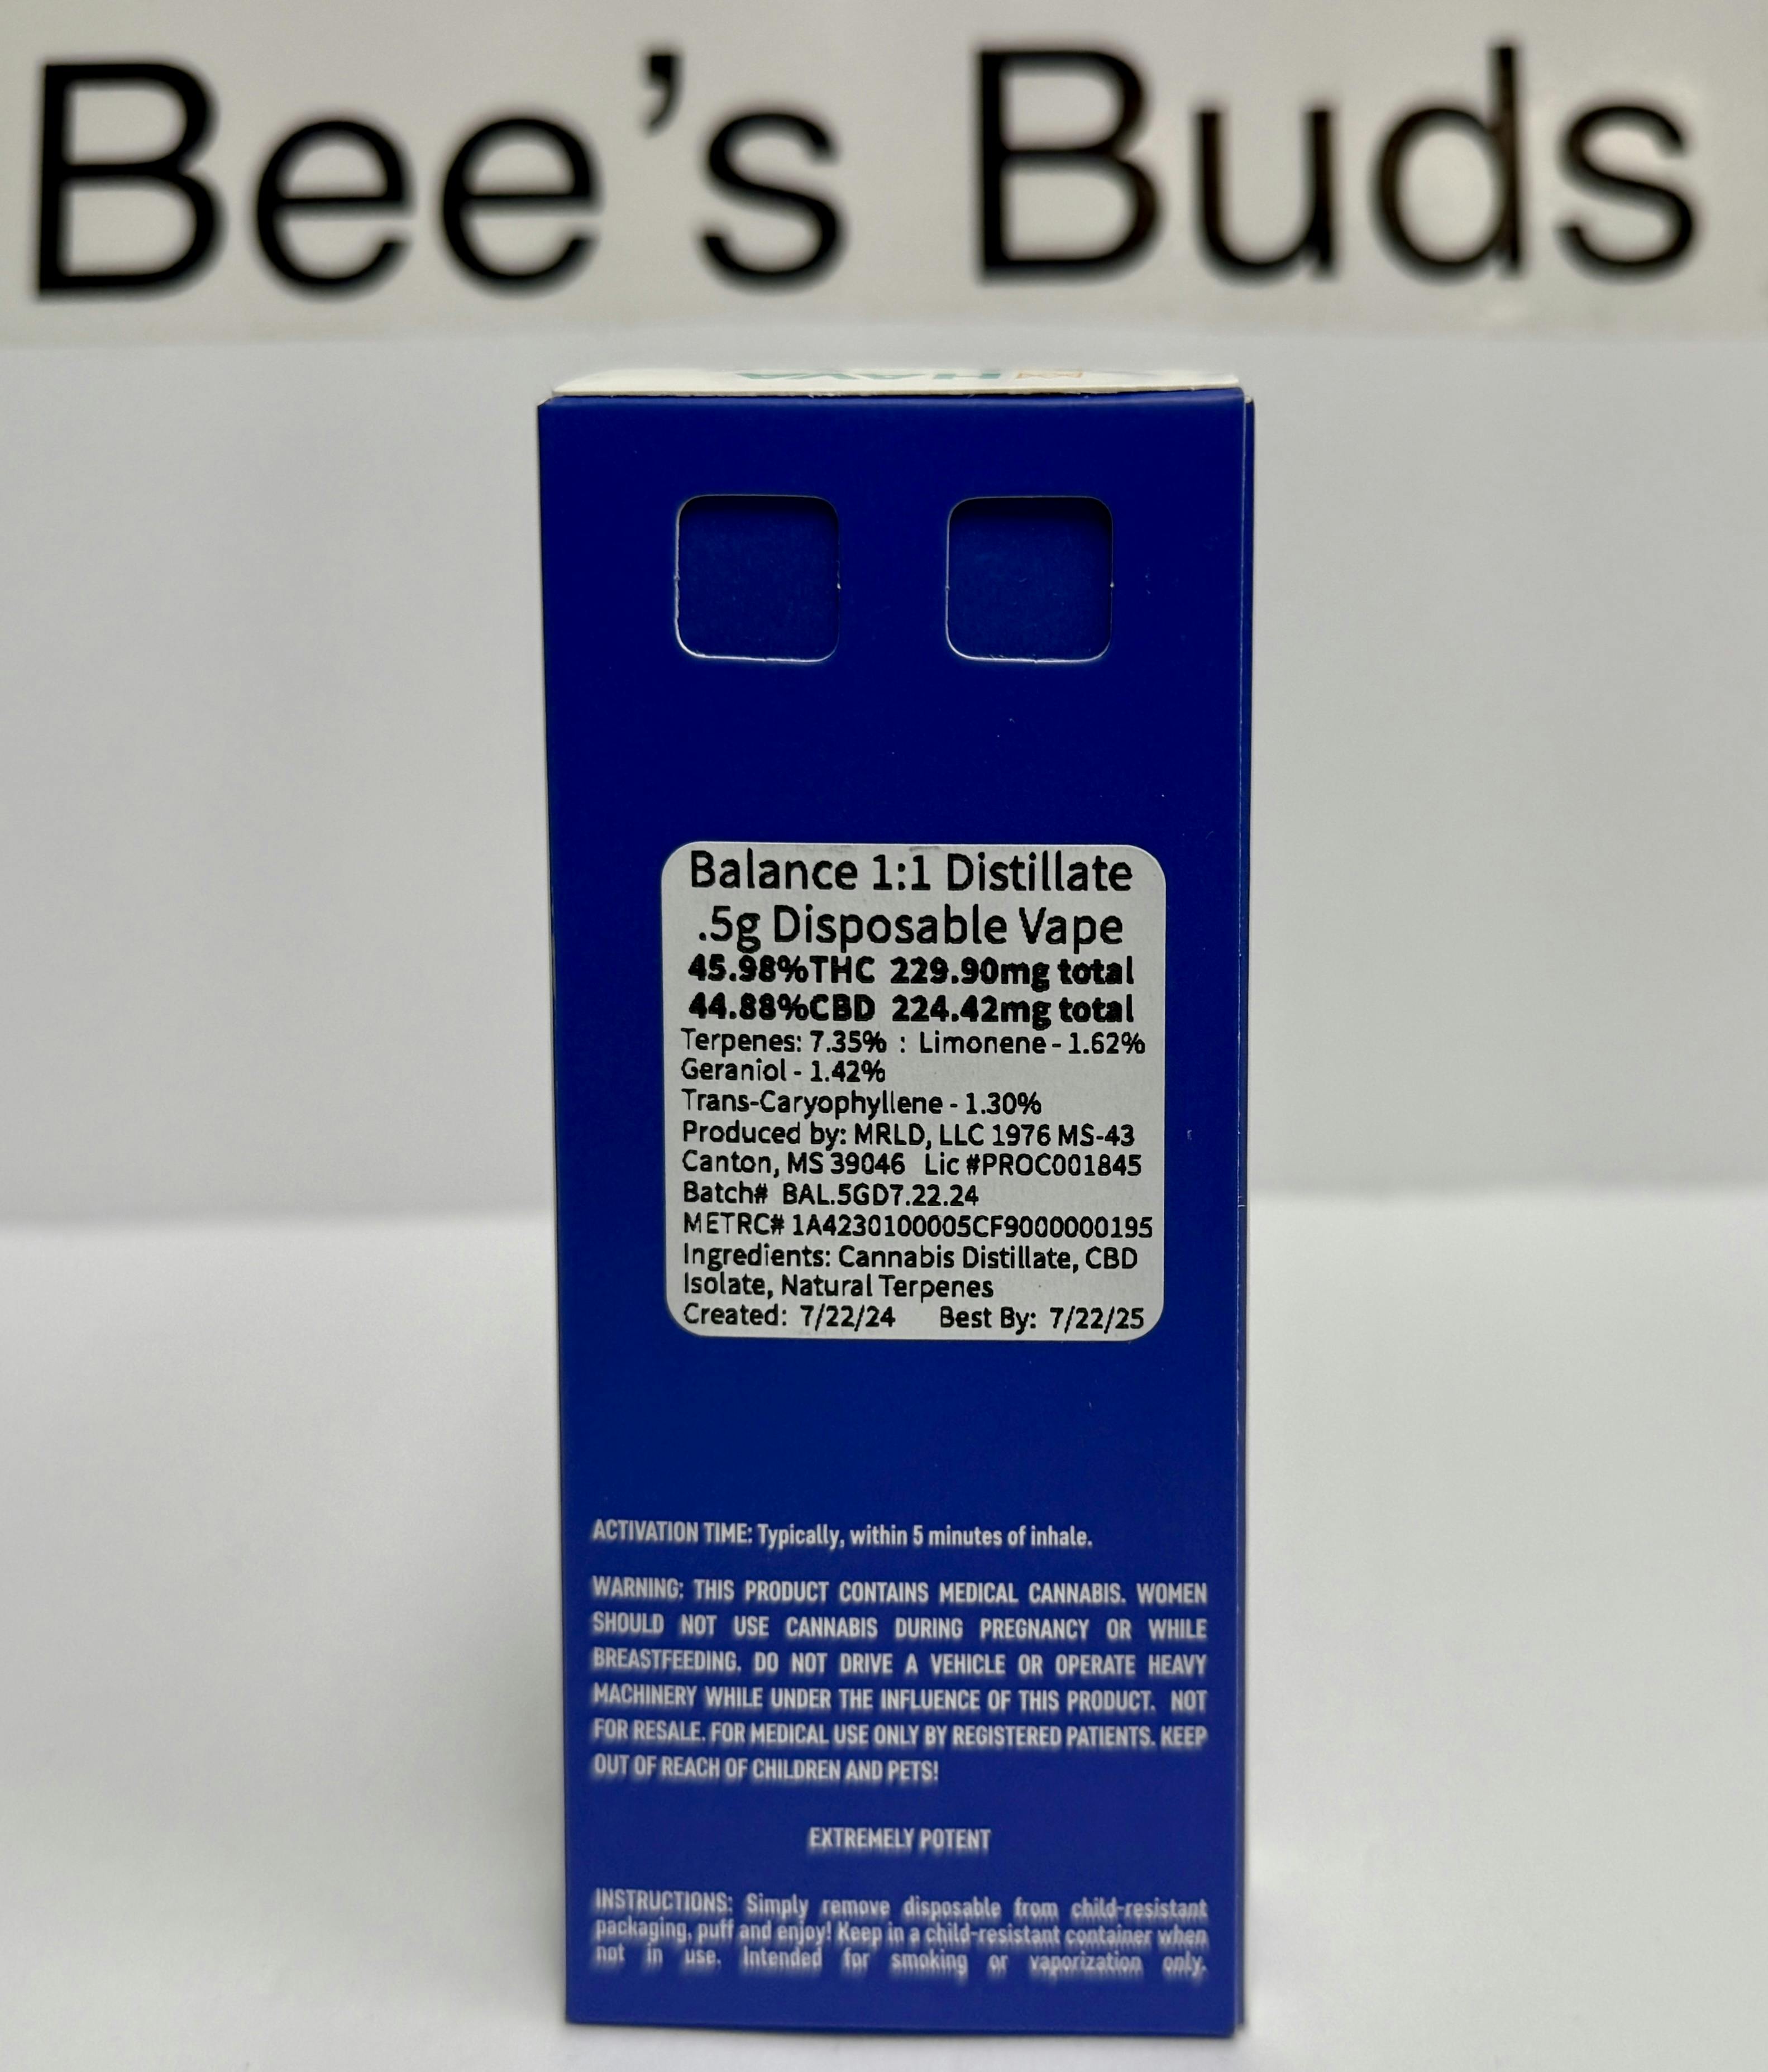 Bee's Buds
HAVA
Balance 1:1 Distillate
.5g Disposable Vape
45.98%THC 229.90mg total
44.88%CBD 224.42mg total
Terpenes: 7.35% : Limonene - 1.62%
Geraniol - 1.42%
Trans-Caryophyllene - 1.30%
Produced by: MRLD, LLC 1976 MS-43
Canton, MS 39046 Lic #PROC001845
Batch# BAL.5GD7.22.24
METRC# 1A4230100005CF9000000195
Ingredients: Cannabis Distillate, CBD
Isolate, Natural Terpenes
Created: 7/22/24 Best By: 7/22/25
ACTIVATION TIME: Typically, within 5 minutes of inhale.
WARNING: THIS PRODUCT CONTAINS MEDICAL CANNABIS. WOMEN
SHOULD NOT USE CANNABIS DURING PREGNANCY OR WHILE
BREASTFEEDING. DO NOT DRIVE A VEHICLE OR OPERATE HEAVY
MACHINERY WHILE UNDER THE INFLUENCE OF THIS PRODUCT. NOT
FOR RESALE. FOR MEDICAL USE ONLY BY REGISTERED PATIENTS. KEEP
OUT OF REACH OF CHILDREN AND PETS!
EXTREMELY POTENT
INSTRUCTIONS: Simply remove disposable from child-resistant
packaging, puff and enjoy! Keep in a child-resistant container when
not in use. Intended for smoking or vaporization only.